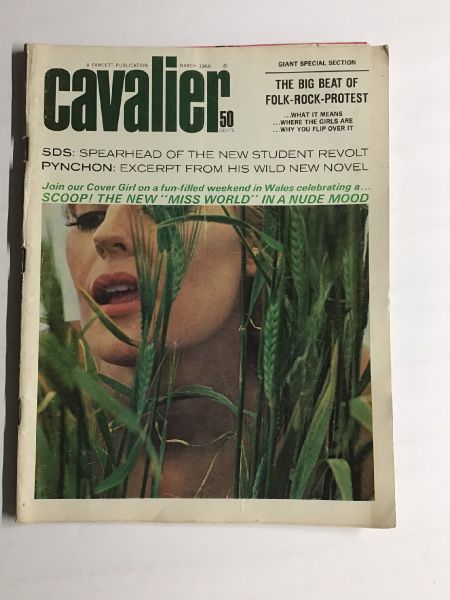 A FAWCETT PUBLICATION MARCH 1966
cavalier
50
CENTS
GIANT SPECIAL SECTION
THE BIG BEAT OF
FOLK-ROCK-PROTEST
...WHAT IT MEANS
...WHERE THE GIRLS ARE
...WHY YOU FLIP OVER IT
SDS: SPEARHEAD OF THE NEW STUDENT REVOLT
PYNCHON: EXCERPT FROM HIS WILD NEW NOVEL
Join our Cover Girl on a fun-filled weekend in Wales celebrating a...
SCOOP! THE NEW "MISS WORLD" IN A NUDE MOOD